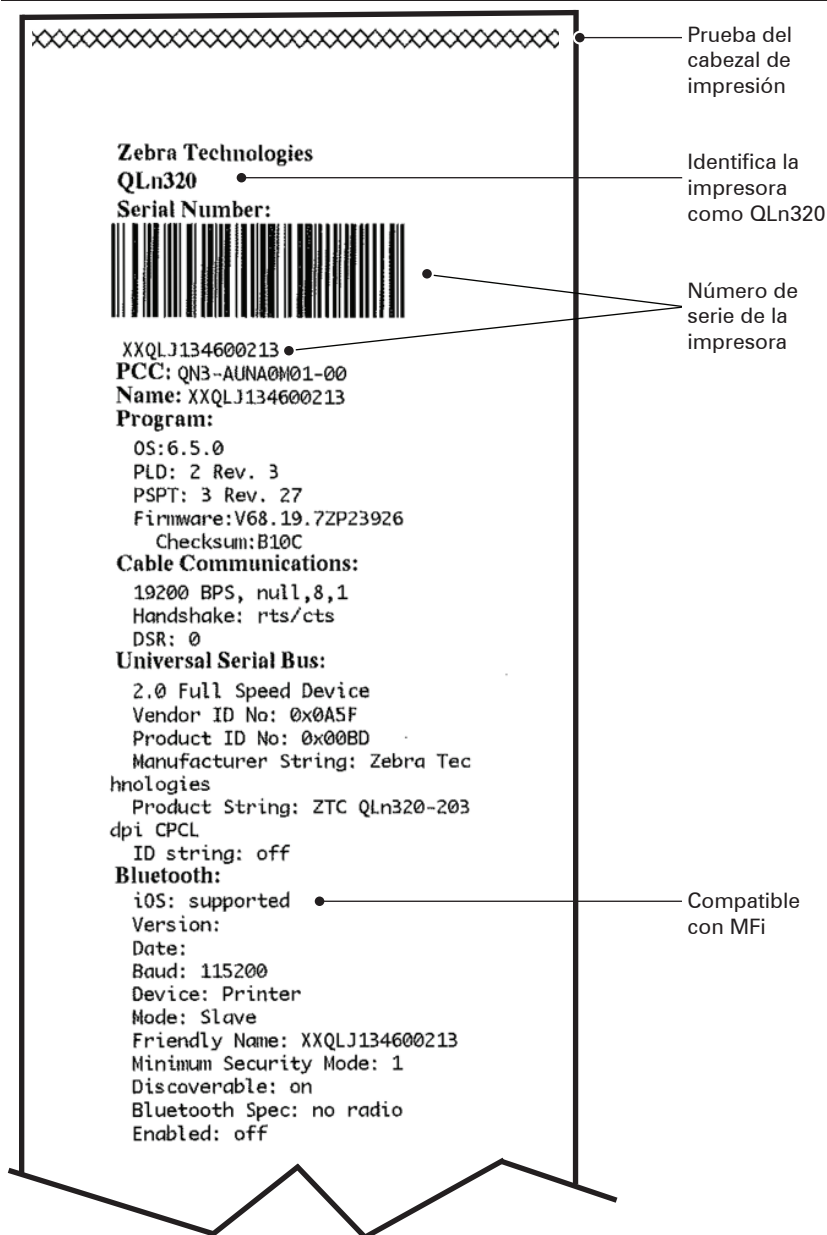 Prueba del
cabezal de
impresión
Zebra Technologies
QLn320
Identifica la
impresora
como QLn320
Serial Number:
Número de
serie de la
impresora
XXQLJ134600213
PCC: QN3-AUNA0M01-00
Name: XXQLJ134600213
Program:
OS:6.5.0
PLD: 2 Rev. 3
PSPT: 3 Rev. 27
Firmware:V68.19.7ZP23926
Checksum:B10C
Cable Communications:
19200 BPS, null,8,1
Handshake: rts/cts
DSR: 0
Universal Serial Bus:
2.0 Full Speed Device
Vendor ID No: 0x0A5F
Product ID No: 0x00BD
Manufacturer String: Zebra Tec
hnologies
Product String: ZTC QLn320-203
dpi CPCL
ID string: off
Bluetooth:
iOS: supported
Compatible
con MFi
Version:
Date:
Baud: 115200
Device: Printer
Mode: Slave
Friendly Name: XXQLJ134600213
Minimum Security Mode: 1
Discoverable: on
Bluetooth Spec: no radio
Enabled: off